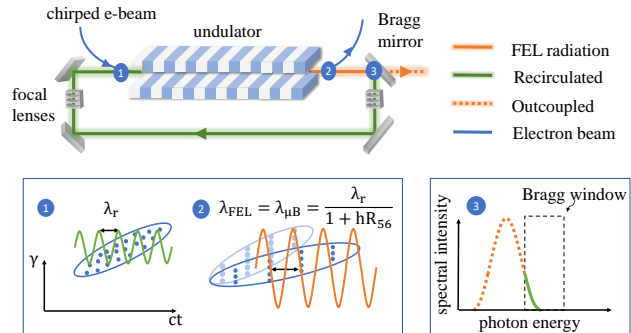 chirped e-beam
undulator
Bragg
mirror
FEL radiation
Recirculated
Outcoupled
Electron beam
focal
lenses
1
2
3
1
λr
γ
ct
2
λFEL = λμB = λr / 1 + hR56
3
Bragg window
spectral intensity
photon energy